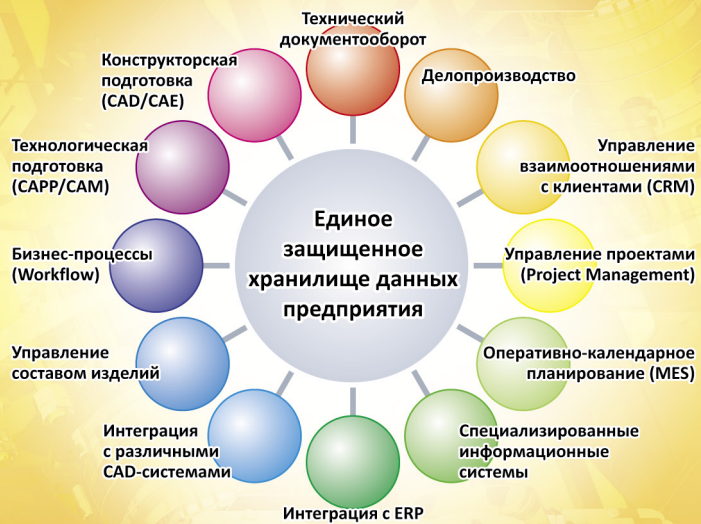 Технический
документооборот
Делопроизводство
Управление
взаимоотношениями
с клиентами (CRM)
Управление проектами
(Project Management)
Оперативно-календарное
планирование (MES)
Специализированные
информационные
системы
Интеграция с ERP
Интеграция
с различными
CAD-системами
Управление
составом изделий
Бизнес-процессы
(Workflow)
Технологическая
подготовка
(CAPP/CAM)
Конструкторская
подготовка
(CAD/CAE)
Единое
защищенное
хранилище данных
предприятия